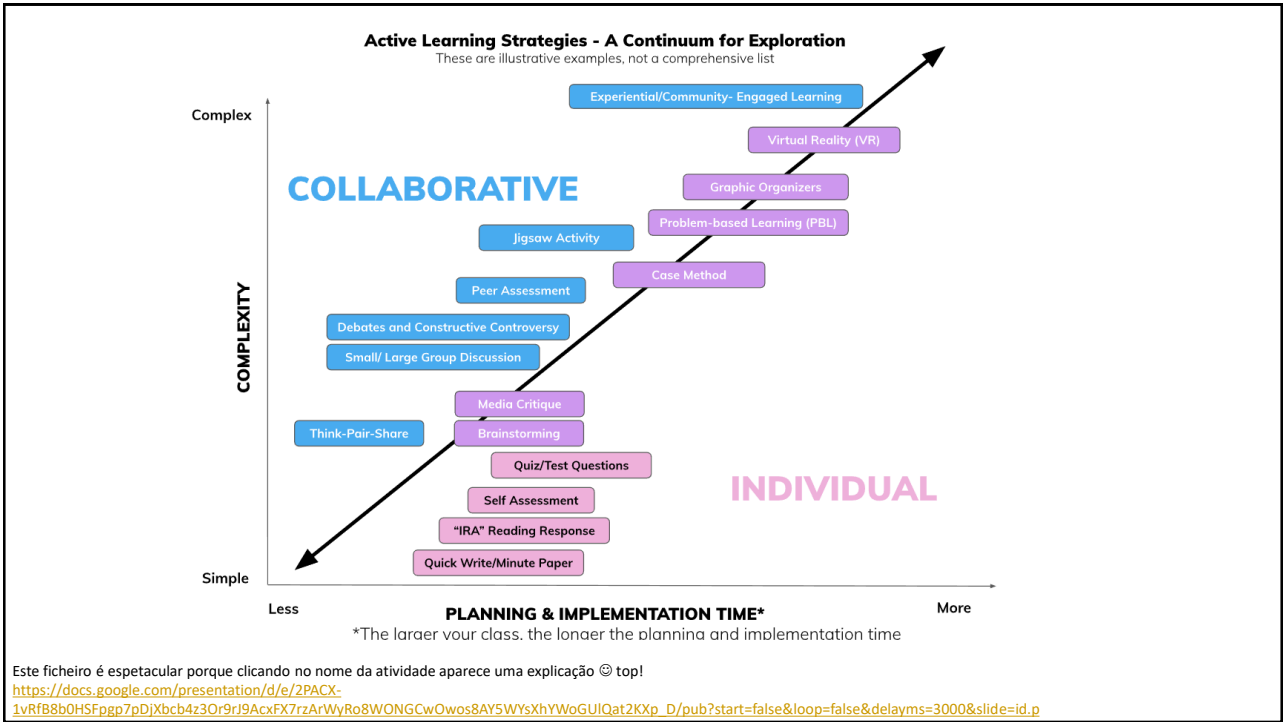 Active Learning Strategies - A Continuum for Exploration
These are illustrative examples, not a comprehensive list
Experiential/Community- Engaged Learning
Complex
Virtual Reality (VR)
COLLABORATIVE
Graphic Organizers
Problem-based Learning (PBL)
Jigsaw Activity
Case Method
Peer Assessment
COMPLEXITY
Debates and Constructive Controversy
Small/ Large Group Discussion
Media Critique
Think-Pair-Share
Brainstorming
Quiz/Test Questions
INDIVIDUAL
Self Assessment
“IRA” Reading Response
Quick Write/Minute Paper
Simple
Less
More
PLANNING & IMPLEMENTATION TIME*
*The larger your class, the longer the planning and implementation time
Este ficheiro é espetacular porque clicando no nome da atividade aparece uma explicação ☺ top!
https://docs.google.com/presentation/d/e/2PACX-
1vRfB8b0HSFpgp7pDjXbcb4z3Or9rJ9AcxFX7rzArWyRo8WONGCwOwos8AY5WYsXhYWoGUlQat2KXp_D/pub?start=false&loop=false&delayms=3000&slide=id.p